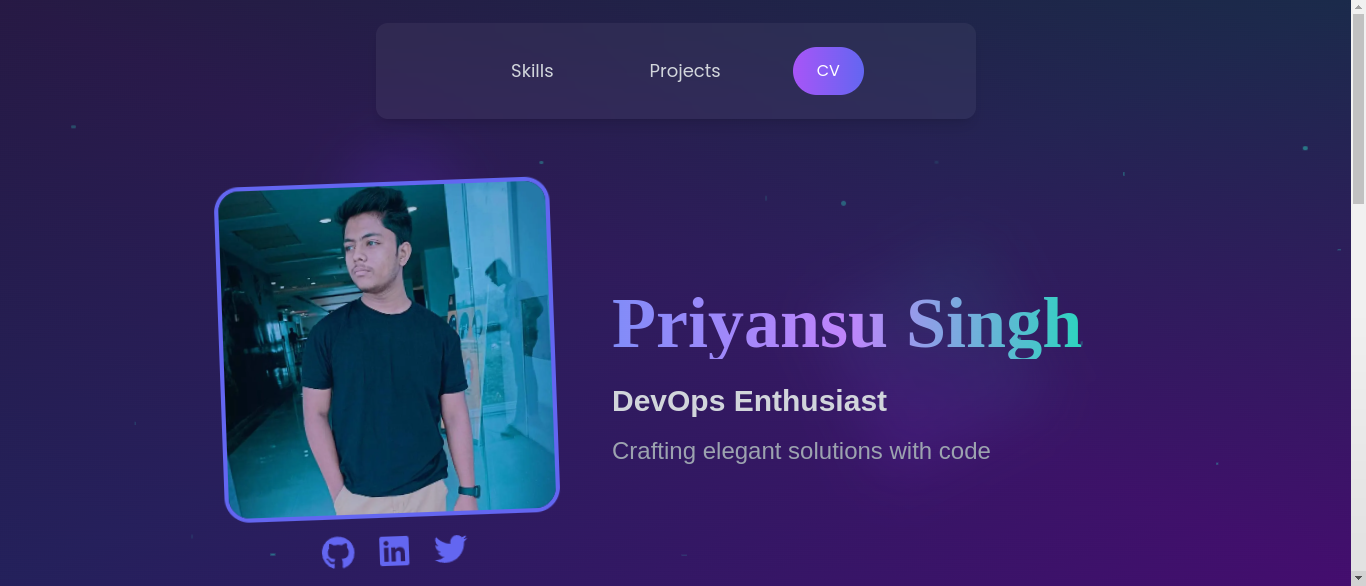 Skills Projects CV
Priyansu Singh
DevOps Enthusiast
Crafting elegant solutions with code